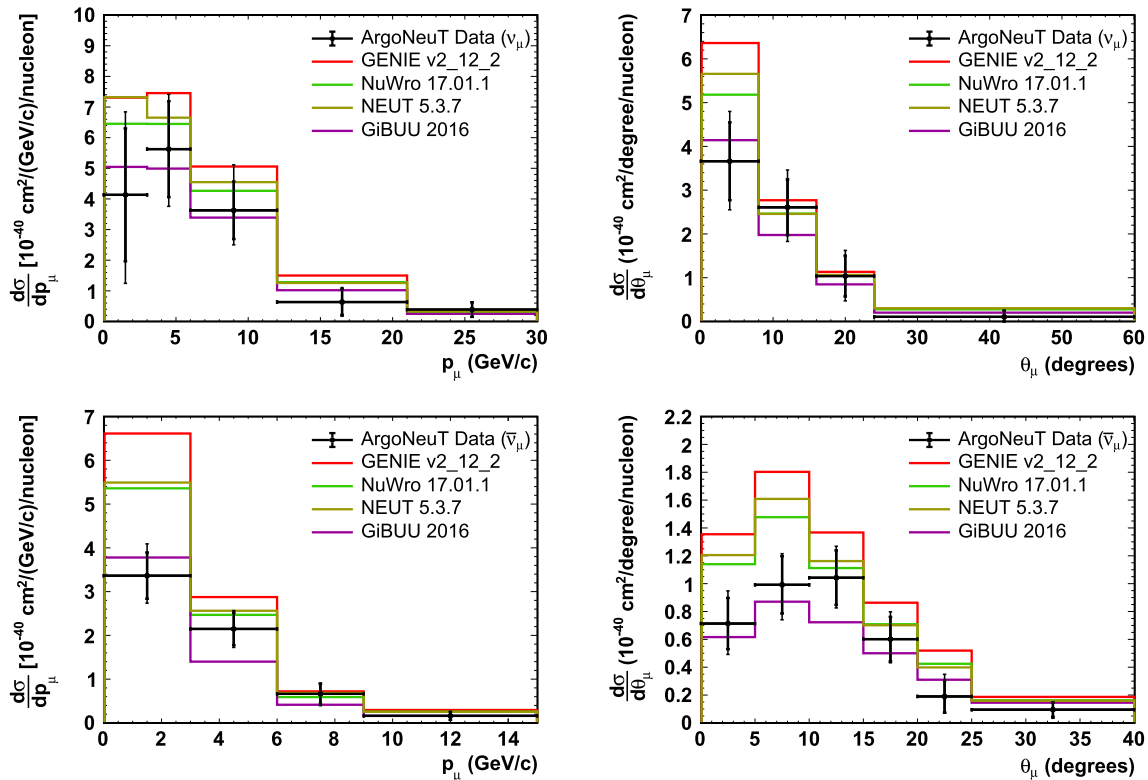 dσ/dp_μ [10⁻⁴⁰ cm²/(GeV/c)/nucleon]
10
9
8
7
6
5
4
3
2
1
0
ArgoNeuT Data (ν_μ)
GENIE v2_12_2
NuWro 17.01.1
NEUT 5.3.7
GiBUU 2016
0 5 10 15 20 25 30
p_μ (GeV/c)
dσ/dθ_μ (10⁻⁴⁰ cm²/degree/nucleon)
7
6
5
4
3
2
1
0
ArgoNeuT Data (ν_μ)
GENIE v2_12_2
NuWro 17.01.1
NEUT 5.3.7
GiBUU 2016
0 10 20 30 40 50 60
θ_μ (degrees)
dσ/dp_μ [10⁻⁴⁰ cm²/(GeV/c)/nucleon]
7
6
5
4
3
2
1
0
ArgoNeuT Data (ν̅_μ)
GENIE v2_12_2
NuWro 17.01.1
NEUT 5.3.7
GiBUU 2016
0 2 4 6 8 10 12 14
p_μ (GeV/c)
dσ/dθ_μ (10⁻⁴⁰ cm²/degree/nucleon)
2.2
2
1.8
1.6
1.4
1.2
1
0.8
0.6
0.4
0.2
0
ArgoNeuT Data (ν̅_μ)
GENIE v2_12_2
NuWro 17.01.1
NEUT 5.3.7
GiBUU 2016
0 5 10 15 20 25 30 35 40
θ_μ (degrees)